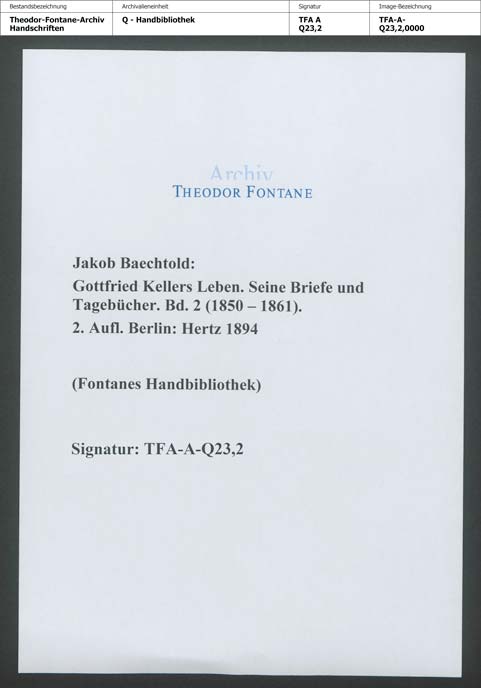 Bestandsbezeichnung Archivalieneinheit Signatur Image-Bezeichnung
Theodor-Fontane-Archiv Q - Handbibliothek TFA A TFA-A-
Handschriften Q23,2 Q23,2,0000
Archiv
THEODOR FONTANE
Jakob Baechtold:
Gottfried Kellers Leben. Seine Briefe und
Tagebücher. Bd. 2 (1850 – 1861).
2. Aufl. Berlin: Hertz 1894
(Fontanes Handbibliothek)
Signatur: TFA-A-Q23,2